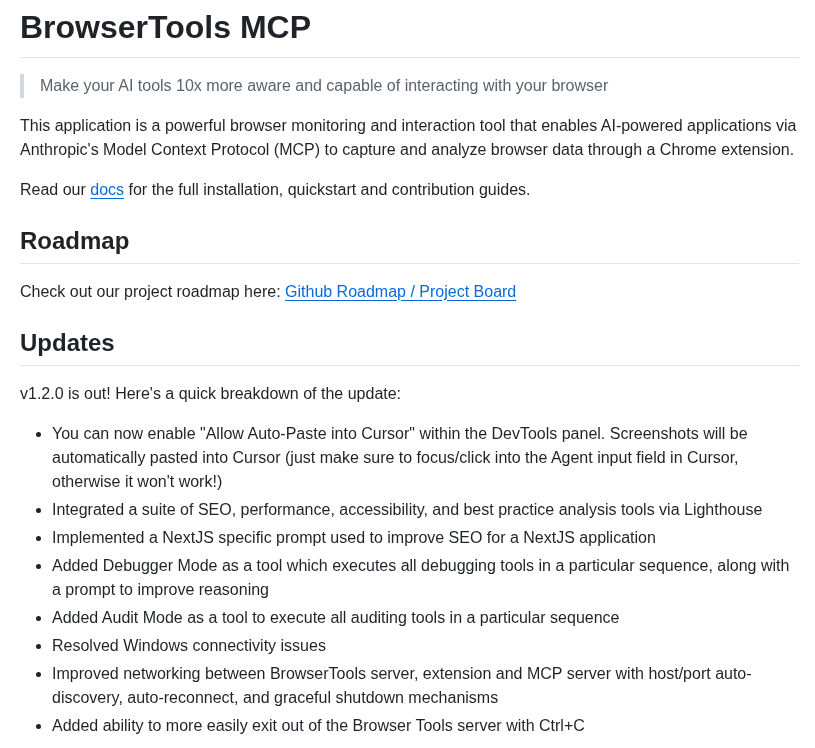 BrowserTools MCP
Make your AI tools 10x more aware and capable of interacting with your browser
This application is a powerful browser monitoring and interaction tool that enables AI-powered applications via
Anthropic's Model Context Protocol (MCP) to capture and analyze browser data through a Chrome extension.
Read our docs for the full installation, quickstart and contribution guides.
Roadmap
Check out our project roadmap here: Github Roadmap / Project Board
Updates
v1.2.0 is out! Here's a quick breakdown of the update:
• You can now enable "Allow Auto-Paste into Cursor" within the DevTools panel. Screenshots will be
automatically pasted into Cursor (just make sure to focus/click into the Agent input field in Cursor,
otherwise it won't work!)
• Integrated a suite of SEO, performance, accessibility, and best practice analysis tools via Lighthouse
• Implemented a NextJS specific prompt used to improve SEO for a NextJS application
• Added Debugger Mode as a tool which executes all debugging tools in a particular sequence, along with
a prompt to improve reasoning
• Added Audit Mode as a tool to execute all auditing tools in a particular sequence
• Resolved Windows connectivity issues
• Improved networking between BrowserTools server, extension and MCP server with host/port auto-
discovery, auto-reconnect, and graceful shutdown mechanisms
• Added ability to more easily exit out of the Browser Tools server with Ctrl+C